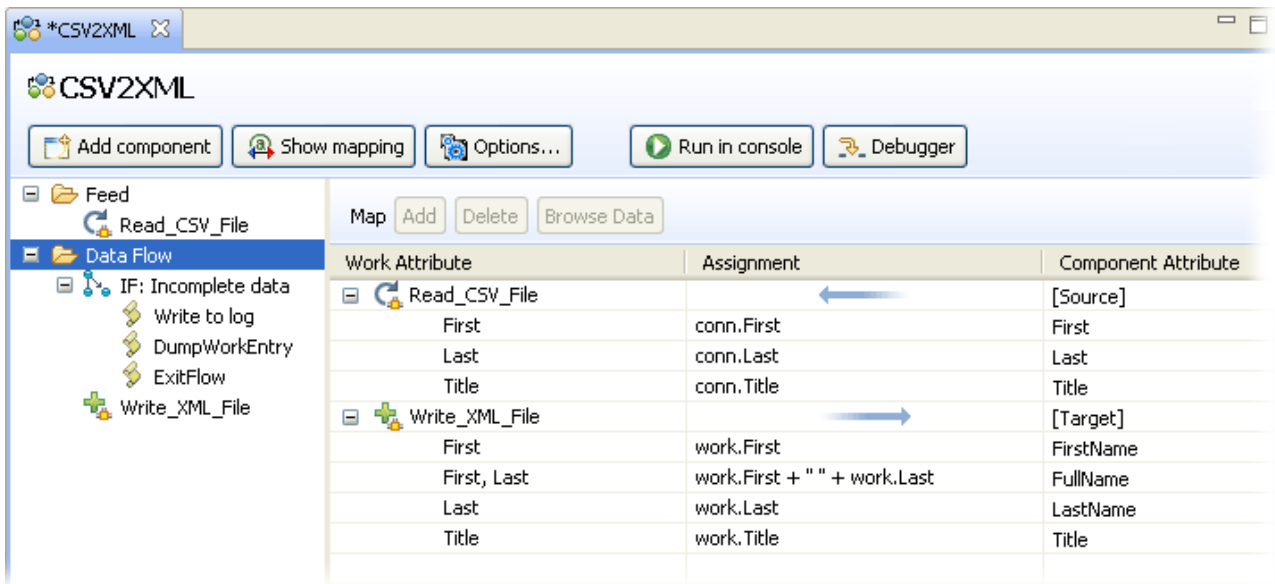 *CSV2XML
CSV2XML
Add component Show mapping Options... Run in console Debugger
Feed
Read_CSV_File
Data Flow
IF: Incomplete data
Write to log
DumpWorkEntry
ExitFlow
Write_XML_File
Map Add Delete Browse Data
Work Attribute Assignment Component Attribute
Read_CSV_File [Source]
First conn.First First
Last conn.Last Last
Title conn.Title Title
Write_XML_File [Target]
First work.First FirstName
First, Last work.First + " " + work.Last FullName
Last work.Last LastName
Title work.Title Title